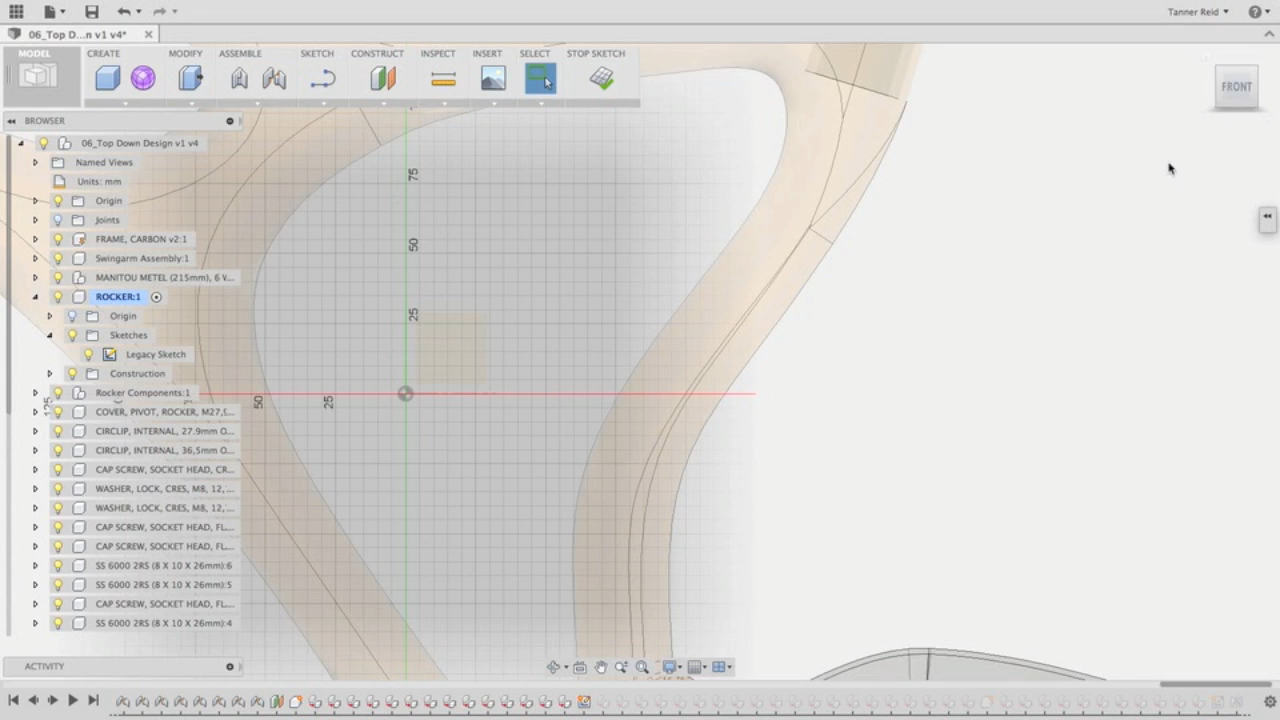 Tanner Reid
06_Top D...n v1 v4*
MODEL
CREATE
MODIFY
ASSEMBLE
SKETCH
CONSTRUCT
INSPECT
INSERT
SELECT
STOP SKETCH
FRONT
BROWSER
06_Top Down Design v1 v4
Named Views
Units: mm
Origin
Joints
FRAME, CARBON v2:1
Swingarm Assembly:1
MANITOU METEL (215mm), 6 V...
ROCKER:1
Origin
Sketches
Legacy Sketch
Construction
Rocker Components:1
COVER, PIVOT, ROCKER, M27,5...
CIRCLIP, INTERNAL, 27.9mm O...
CIRCLIP, INTERNAL, 36,5mm O...
CAP SCREW, SOCKET HEAD, CR...
WASHER, LOCK, CRES, M8, 12,...
WASHER, LOCK, CRES, M8, 12,...
CAP SCREW, SOCKET HEAD, FL...
CAP SCREW, SOCKET HEAD, FL...
SS 6000 2RS (8 X 10 X 26mm):6
SS 6000 2RS (8 X 10 X 26mm):5
CAP SCREW, SOCKET HEAD, FL...
SS 6000 2RS (8 X 10 X 26mm):4
75
50
25
125
50
25
ACTIVITY